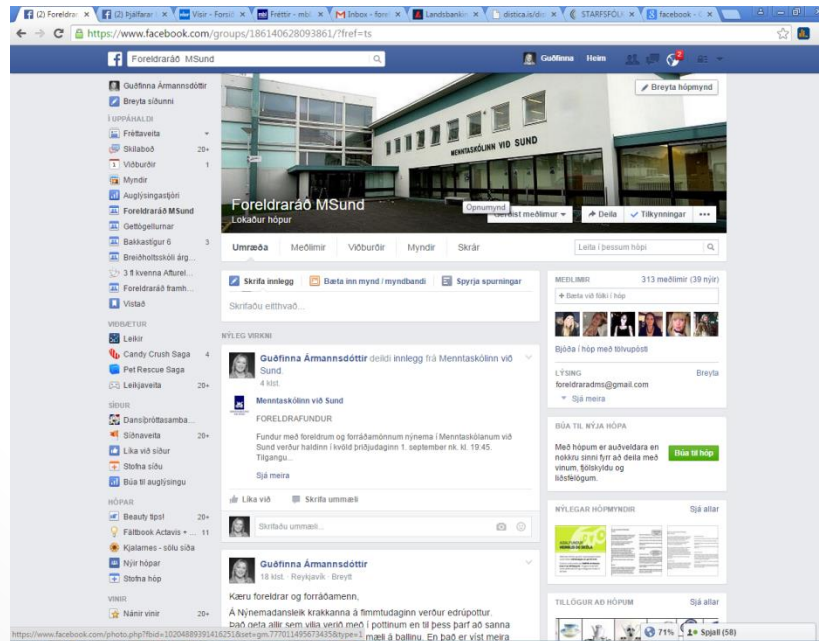 (2) Foreldrar
(2) Þjálfarar
Vísir - Forsíð
Fréttir - mbl
M Inbox - forel
Landsbankin
distica.is/dis
STARFSFÓL
facebook - G
https://www.facebook.com/groups/186140628093861/?fref=ts
Foreldraráð MSund
Guðfinna Heim
2
Guðfinna Ármannsdóttir
Breyta síðunni
Í UPPÁHALDI
Fréttaveita
Skilaboð 20+
Viðburðir 1
Myndir
Auglýsingastjóri
Foreldraráð MSund
Gettógellurnar
Bakkastígur 6 3
Breiðholtsskóli árg...
3 fl kvenna Afturel...
Foreldraráð framh...
Vistað
VIÐBÆTUR
Leikir
Candy Crush Saga 4
Pet Rescue Saga
Leikjaveita 20+
SÍÐUR
Dansíþróttasamba...
Síðnaveita 20+
Líka við síður
Stofna síðu
Búa til auglýsingu
HÓPAR
Beauty tips! 20+
Fältbook Actavis + ... 11
Kjalarnes - sölu síða
Nýir hópar
Stofna hóp
VINIR
Nánir vinir 20+
Breyta hópmynd
MENNTASKÓLINN VIÐ SUND
Foreldraráð MSund
Lokaður hópur
Opnumynd
Gerðist meðlimur
Deila
Tilkynningar
Umræða Meðlimir Viðburðir Myndir Skrár
Leita í þessum hópi
Skrifa innlegg
Bæta inn mynd / myndbandi
Spyrja spurningar
Skrifaðu eitthvað...
NÝLEG VIRKNI
Guðfinna Ármannsdóttir deildi innlegg frá Menntaskólinn við
Sund.
4 klst.
Menntaskólinn við Sund
FORELDRAFUNDUR
Fundur með foreldrum og forráðamönnum nýnema í Menntaskólanum við
Sund verður haldinn í kvöld þriðjudaginn 1. september nk. kl. 19:45.
Tilgangu...
Sjá meira
Líka við
Skrifa ummæli
Skrifaðu ummæli...
Guðfinna Ármannsdóttir
18 klst. · Reykjavík · Breytt
Kæru foreldrar og forráðamenn,
Á Nýnemadansleik krakkanna á fimmtudaginn verður edrúpottur.
Það geta allir sem vilja verið með í pottinum en til þess þarf að sanna
mæli á ballinu. En það er víst meira
MEÐLIMIR 313 meðlimir (39 nýir)
+ Bæta við fólki í hóp
Bjóða í hóp með tölvupósti
LÝSING Breyta
foreldraradms@gmail.com
Sjá meira
BÚA TIL NÝJA HÓPA
Með hópum er auðveldara en
nokkru sinni fyrr að deila með
vinum, fjölskyldu og
liðsfélögum.
Búa til hóp
NÝLEGAR HÓPMYNDIR Sjá allar
TILLÖGUR AÐ HÓPUM Sjá allar
71%
Spjall (58)
https://www.facebook.com/photo.php?fbid=10204889391416251&set=gm.777011495673435&type=1